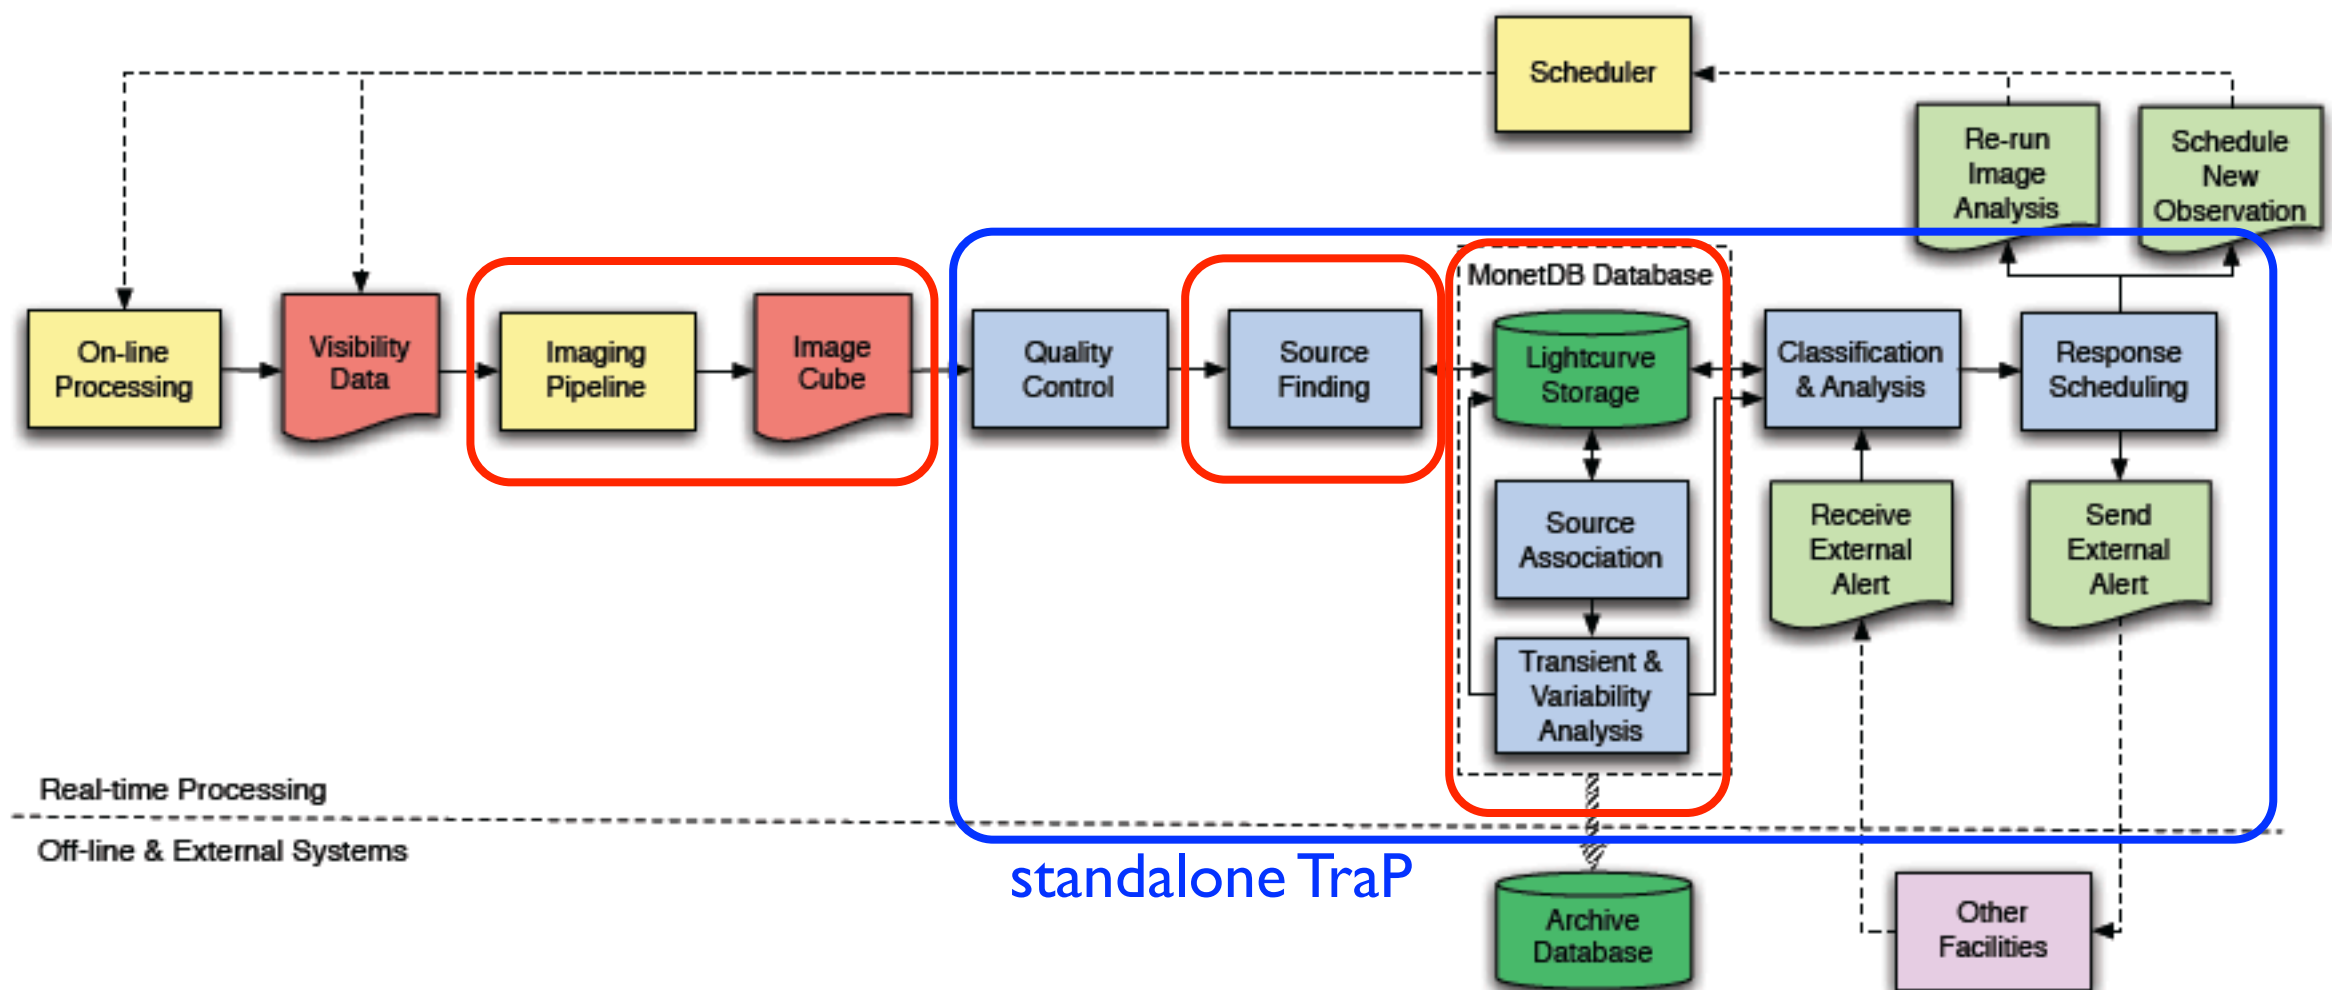 Scheduler
Re-run
Image
Analysis
Schedule
New
Observation
On-line
Processing
Visibility
Data
Imaging
Pipeline
Image
Cube
Quality
Control
Source
Finding
MonetDB Database
Lightcurve
Storage
Classification
& Analysis
Response
Scheduling
Source
Association
Receive
External
Alert
Send
External
Alert
Transient &
Variability
Analysis
Real-time Processing
Off-line & External Systems
standalone TraP
Archive
Database
Other
Facilities